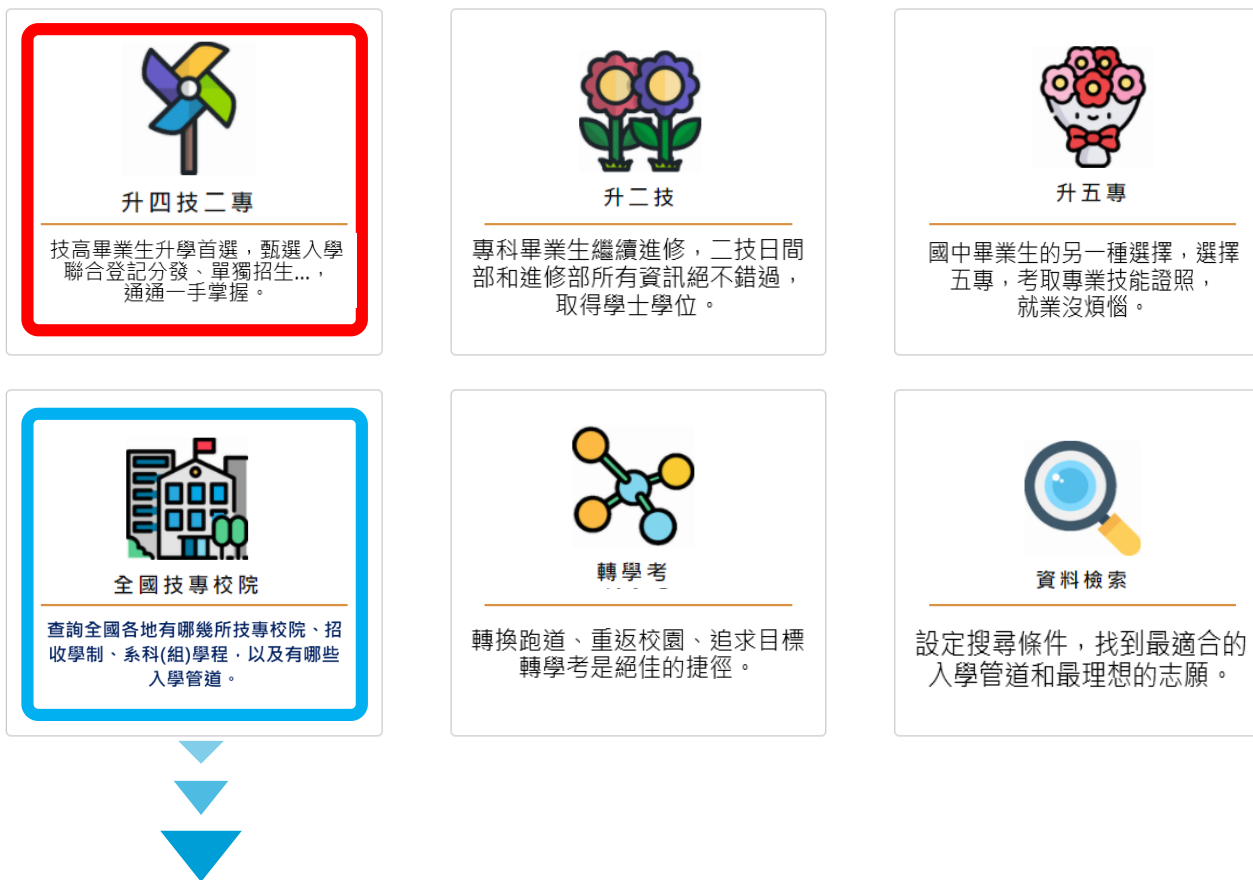 升四技二專
技高畢業生升學首選，甄選入學
聯合登記分發、單獨招生...，
通通一手掌握。
升二技
專科畢業生繼續進修，二技日間
部和進修部所有資訊絕不錯過，
取得學士學位。
升五專
國中畢業生的另一種選擇，選擇
五專，考取專業技能證照，
就業沒煩惱。
全國技專校院
查詢全國各地有哪幾所技專校院、招
收學制、系科(組)學程，以及有哪些
入學管道。
轉學考
轉換跑道、重返校園、追求目標
轉學考是絕佳的捷徑。
資料檢索
設定搜尋條件，找到最適合的
入學管道和最理想的志願。